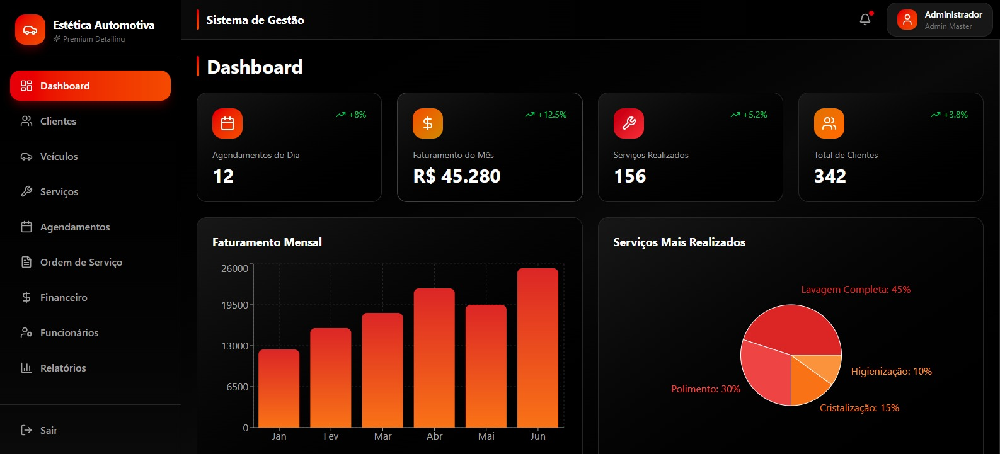 Estética Automotiva
Premium Detailing
Dashboard
Clientes
Veículos
Serviços
Agendamentos
Ordem de Serviço
Financeiro
Funcionários
Relatórios
Sair
Sistema de Gestão
Administrador
Admin Master
Dashboard
+8%
Agendamentos do Dia
12
+12.5%
Faturamento do Mês
R$ 45.280
+5.2%
Serviços Realizados
156
+3.8%
Total de Clientes
342
Faturamento Mensal
26000
19500
13000
6500
0
Jan Fev Mar Abr Mai Jun
Serviços Mais Realizados
Lavagem Completa: 45%
Higienização: 10%
Polimento: 30%
Cristalização: 15%